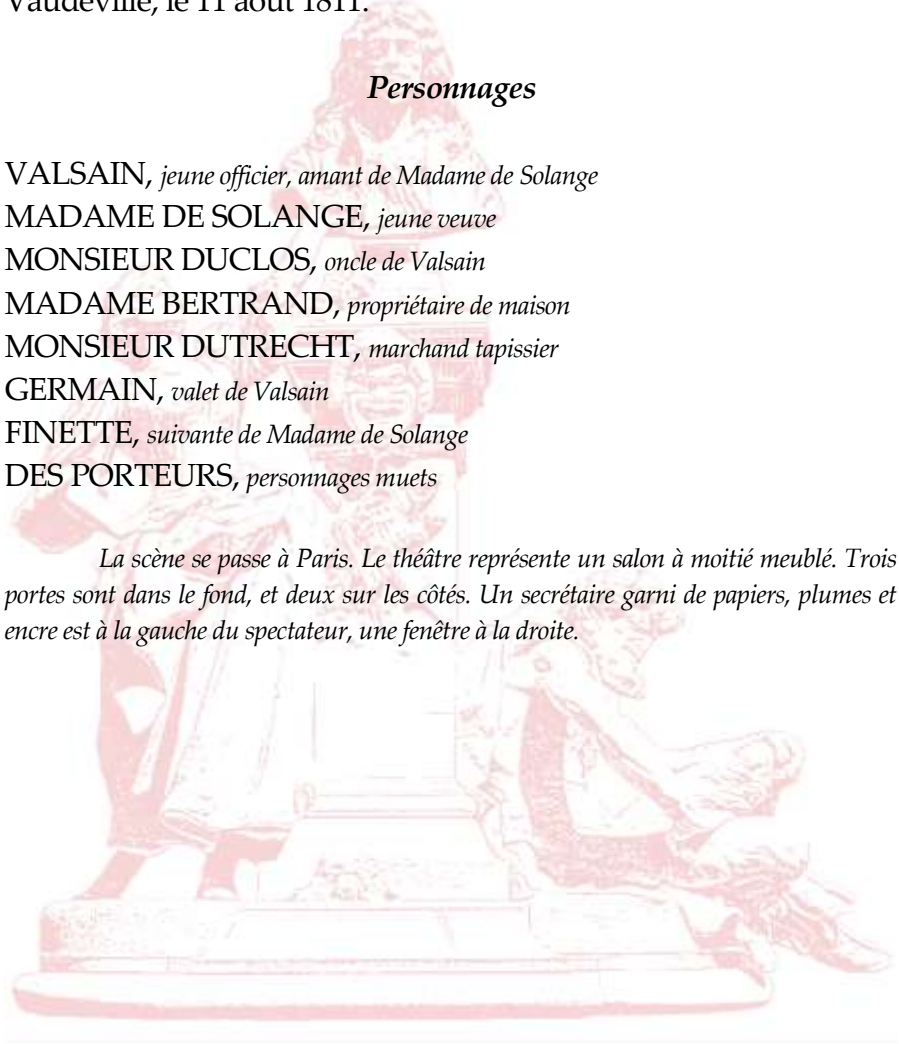 Vaudeville, le 11 août 1811.
Personnages
VALSAIN, jeune officier, amant de Madame de Solange
MADAME DE SOLANGE, jeune veuve
MONSIEUR DUCLOS, oncle de Valsain
MADAME BERTRAND, propriétaire de maison
MONSIEUR DUTRECHT, marchand tapissier
GERMAIN, valet de Valsain
FINETTE, suivante de Madame de Solange
DES PORTEURS, personnages muets
La scène se passe à Paris. Le théâtre représente un salon à moitié meublé. Trois
portes sont dans le fond, et deux sur les côtés. Un secrétaire garni de papiers, plumes et
encre est à la gauche du spectateur, une fenêtre à la droite.